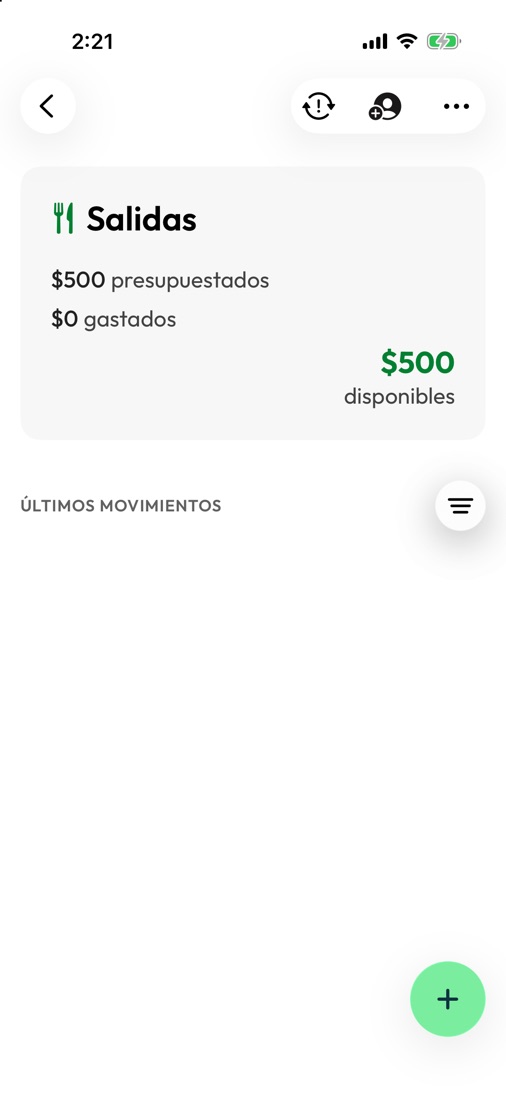 2:21
Salidas
$500 presupuestados
$0 gastados
$500
disponibles
ÚLTIMOS MOVIMIENTOS